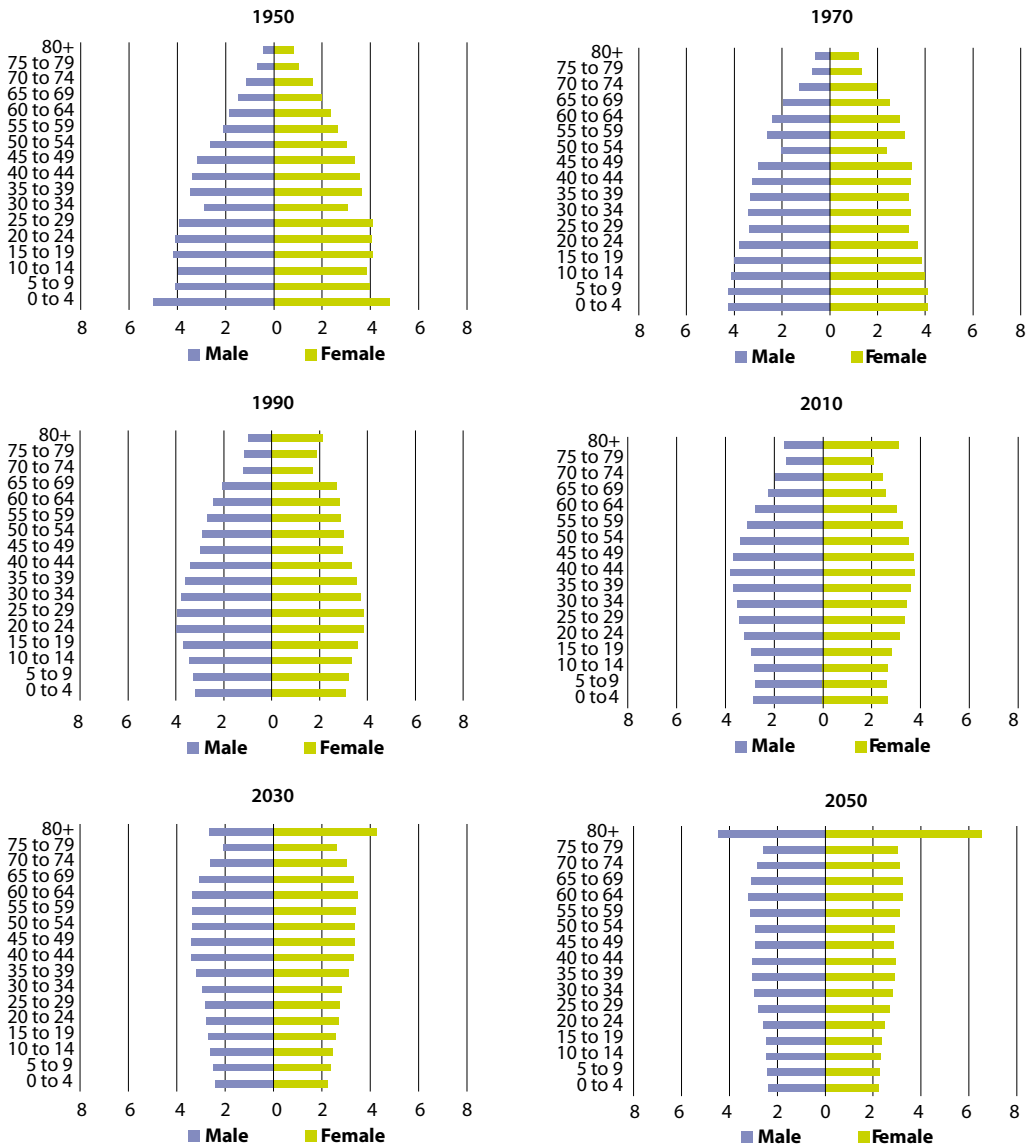 1950
80+
75 to 79
70 to 74
65 to 69
60 to 64
55 to 59
50 to 54
45 to 49
40 to 44
35 to 39
30 to 34
25 to 29
20 to 24
15 to 19
10 to 14
5 to 9
0 to 4
8 6 4 2 0 2 4 6 8
Male Female
1970
80+
75 to 79
70 to 74
65 to 69
60 to 64
55 to 59
50 to 54
45 to 49
40 to 44
35 to 39
30 to 34
25 to 29
20 to 24
15 to 19
10 to 14
5 to 9
0 to 4
8 6 4 2 0 2 4 6 8
Male Female
1990
80+
75 to 79
70 to 74
65 to 69
60 to 64
55 to 59
50 to 54
45 to 49
40 to 44
35 to 39
30 to 34
25 to 29
20 to 24
15 to 19
10 to 14
5 to 9
0 to 4
8 6 4 2 0 2 4 6 8
Male Female
2010
80+
75 to 79
70 to 74
65 to 69
60 to 64
55 to 59
50 to 54
45 to 49
40 to 44
35 to 39
30 to 34
25 to 29
20 to 24
15 to 19
10 to 14
5 to 9
0 to 4
8 6 4 2 0 2 4 6 8
Male Female
2030
80+
75 to 79
70 to 74
65 to 69
60 to 64
55 to 59
50 to 54
45 to 49
40 to 44
35 to 39
30 to 34
25 to 29
20 to 24
15 to 19
10 to 14
5 to 9
0 to 4
8 6 4 2 0 2 4 6 8
Male Female
2050
80+
75 to 79
70 to 74
65 to 69
60 to 64
55 to 59
50 to 54
45 to 49
40 to 44
35 to 39
30 to 34
25 to 29
20 to 24
15 to 19
10 to 14
5 to 9
0 to 4
8 6 4 2 0 2 4 6 8
Male Female